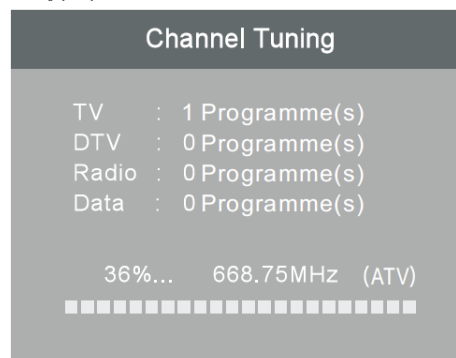 Channel Tuning
TV : 1 Programme(s)
DTV : 0 Programme(s)
Radio : 0 Programme(s)
Data : 0 Programme(s)
36%... 668.75MHz (ATV)